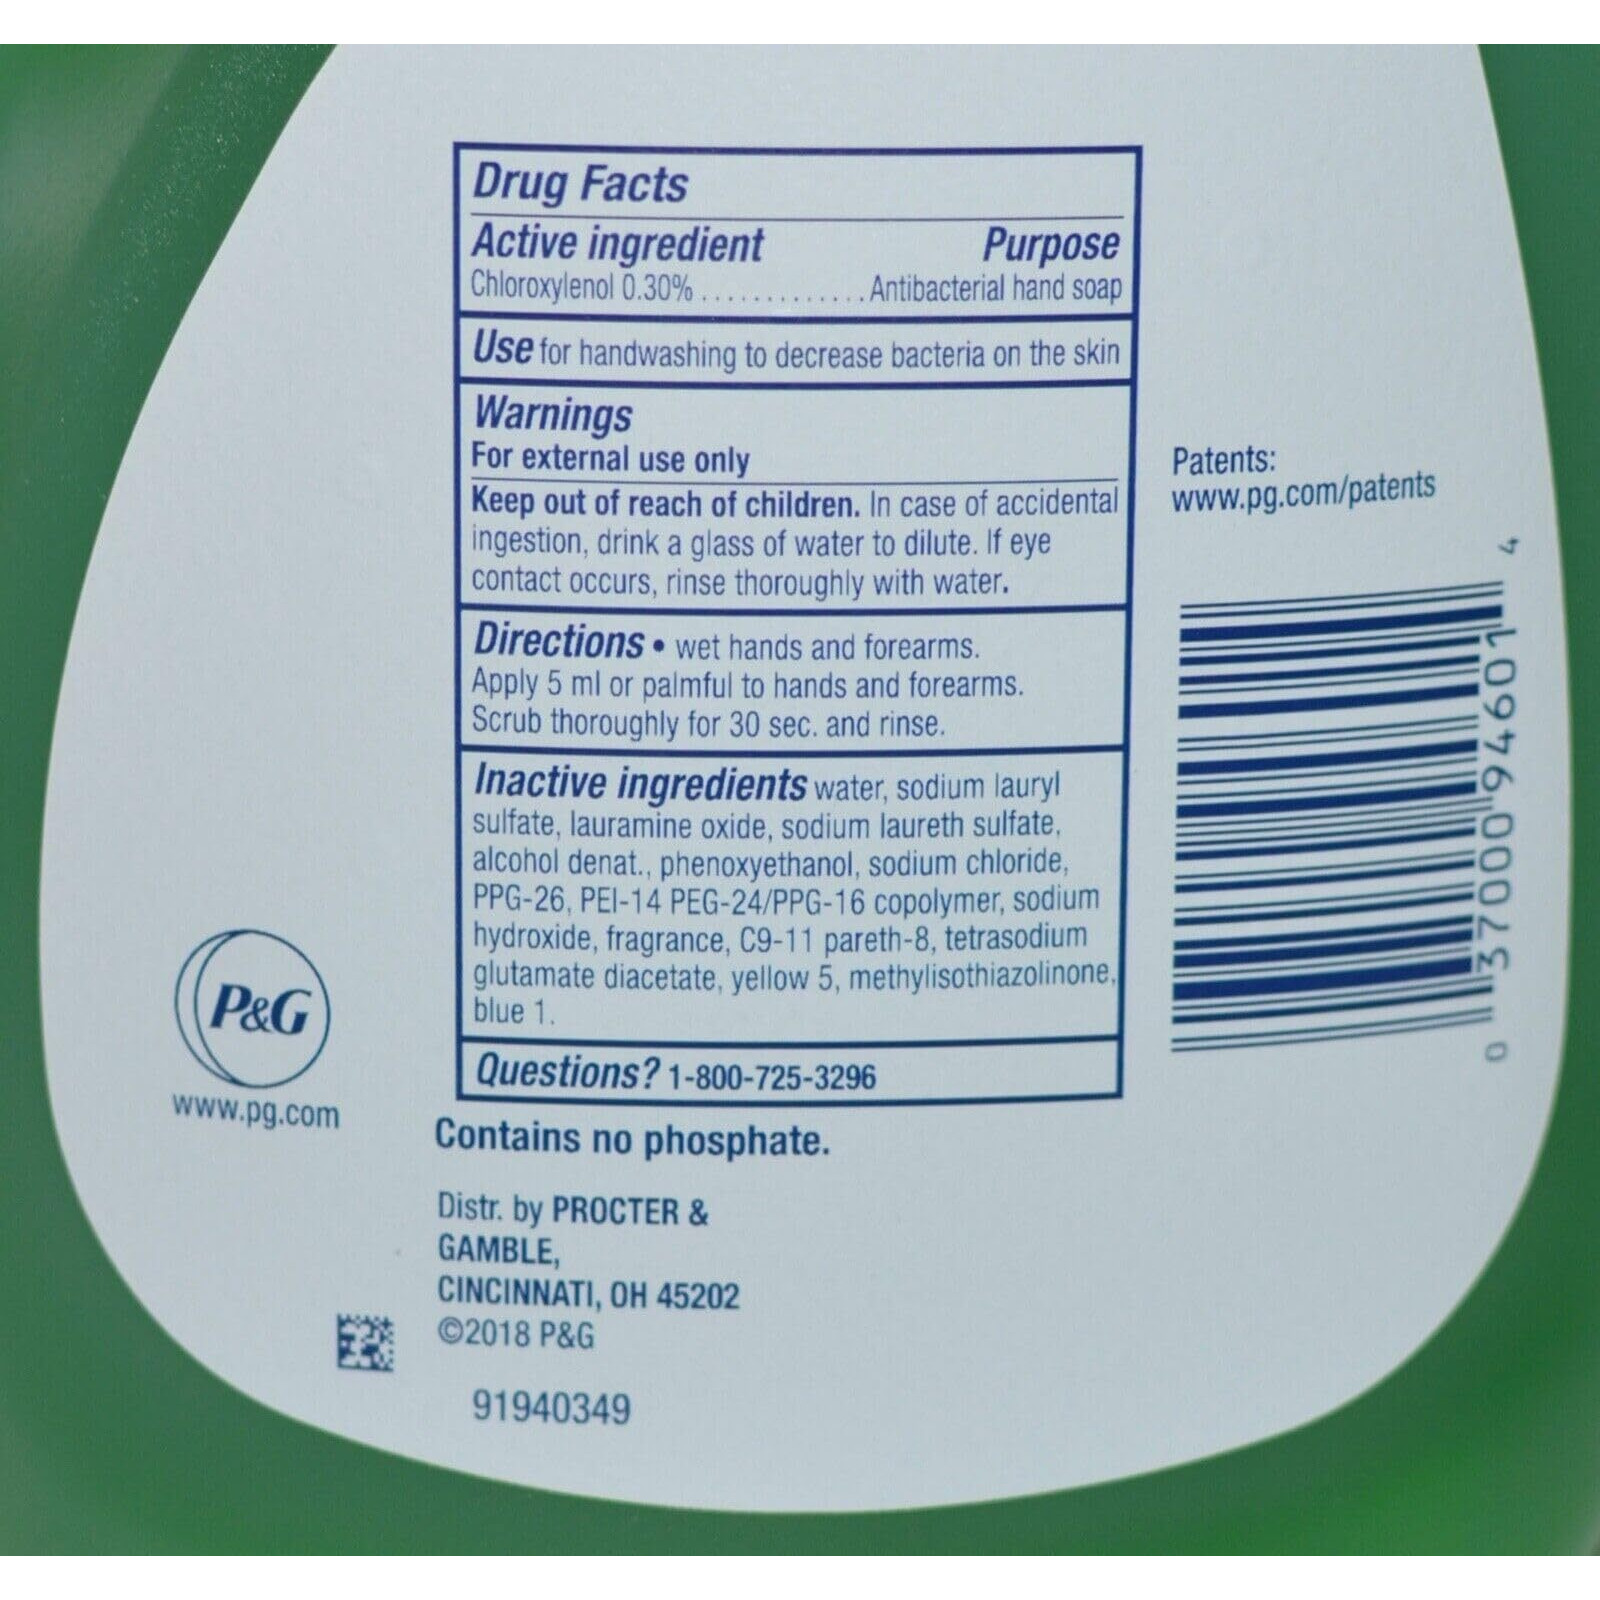 Drug Facts
Active ingredient Purpose
Chloroxylenol 0.30% .............. Antibacterial hand soap
Use for handwashing to decrease bacteria on the skin
Warnings
For external use only
Keep out of reach of children. In case of accidental
ingestion, drink a glass of water to dilute. If eye
contact occurs, rinse thoroughly with water.
Directions • wet hands and forearms.
Apply 5 ml or palmful to hands and forearms.
Scrub thoroughly for 30 sec. and rinse.
Inactive ingredients water, sodium lauryl
sulfate, lauramine oxide, sodium laureth sulfate,
alcohol denat., phenoxyethanol, sodium chloride,
PPG-26, PEI-14 PEG-24/PPG-16 copolymer, sodium
hydroxide, fragrance, C9-11 pareth-8, tetrasodium
glutamate diacetate, yellow 5, methylisothiazolinone,
blue 1.
Questions? 1-800-725-3296
Contains no phosphate.
Distr. by PROCTER &
GAMBLE,
CINCINNATI, OH 45202
©2018 P&G
91940349
P&G
www.pg.com
Patents:
www.pg.com/patents
0 37000 94601 4